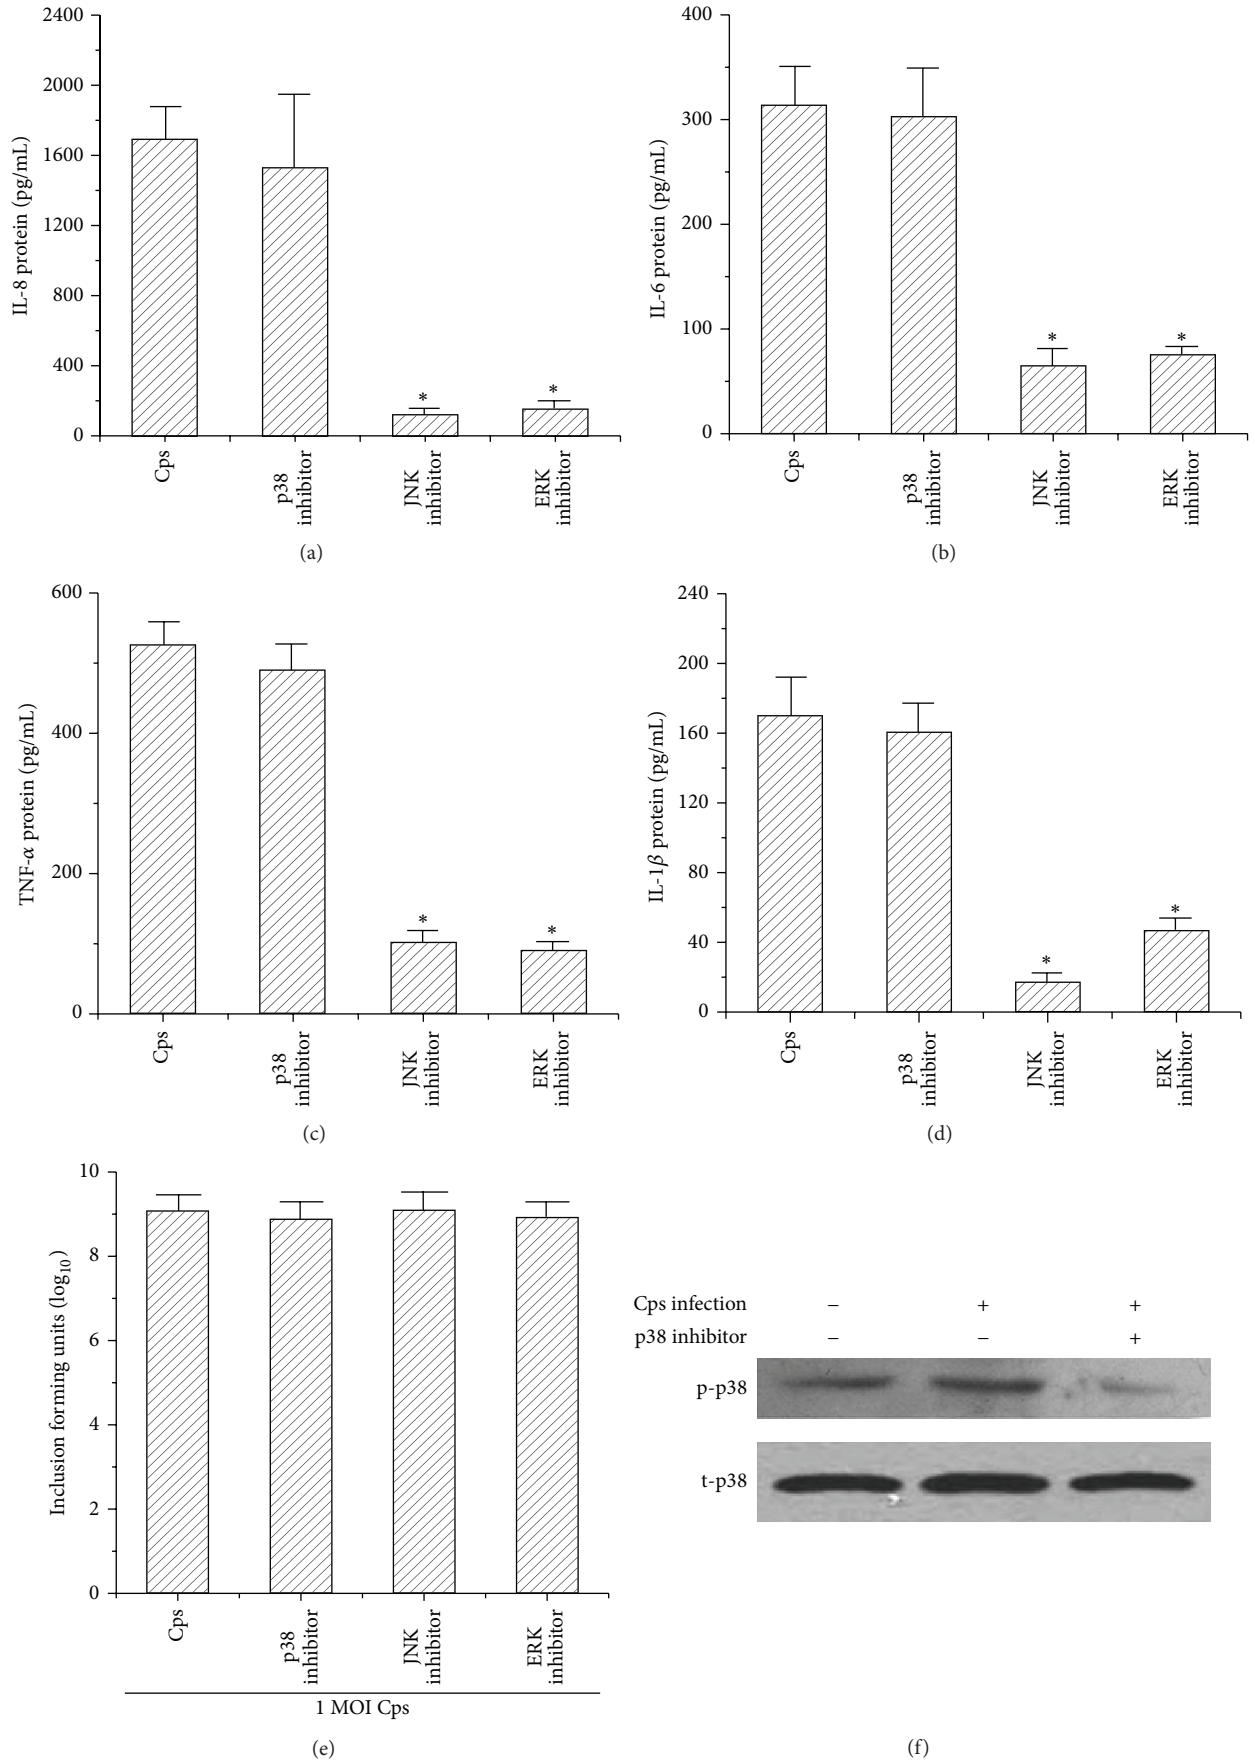 2400
2000
1600
1200
800
400
0
IL-8 protein (pg/mL)
*
*
Cps
p38
inhibitor
JNK
inhibitor
ERK
inhibitor
(a)
400
300
200
100
0
IL-6 protein (pg/mL)
*
*
Cps
p38
inhibitor
JNK
inhibitor
ERK
inhibitor
(b)
600
400
200
0
TNF-α protein (pg/mL)
*
*
Cps
p38
inhibitor
JNK
inhibitor
ERK
inhibitor
(c)
240
200
160
120
80
40
0
IL-1β protein (pg/mL)
*
*
Cps
p38
inhibitor
JNK
inhibitor
ERK
inhibitor
(d)
10
8
6
4
2
0
Inclusion forming units (log₁₀)
Cps
p38
inhibitor
JNK
inhibitor
ERK
inhibitor
1 MOI Cps
(e)
Cps infection − + +
p38 inhibitor − − +
p-p38
t-p38
(f)